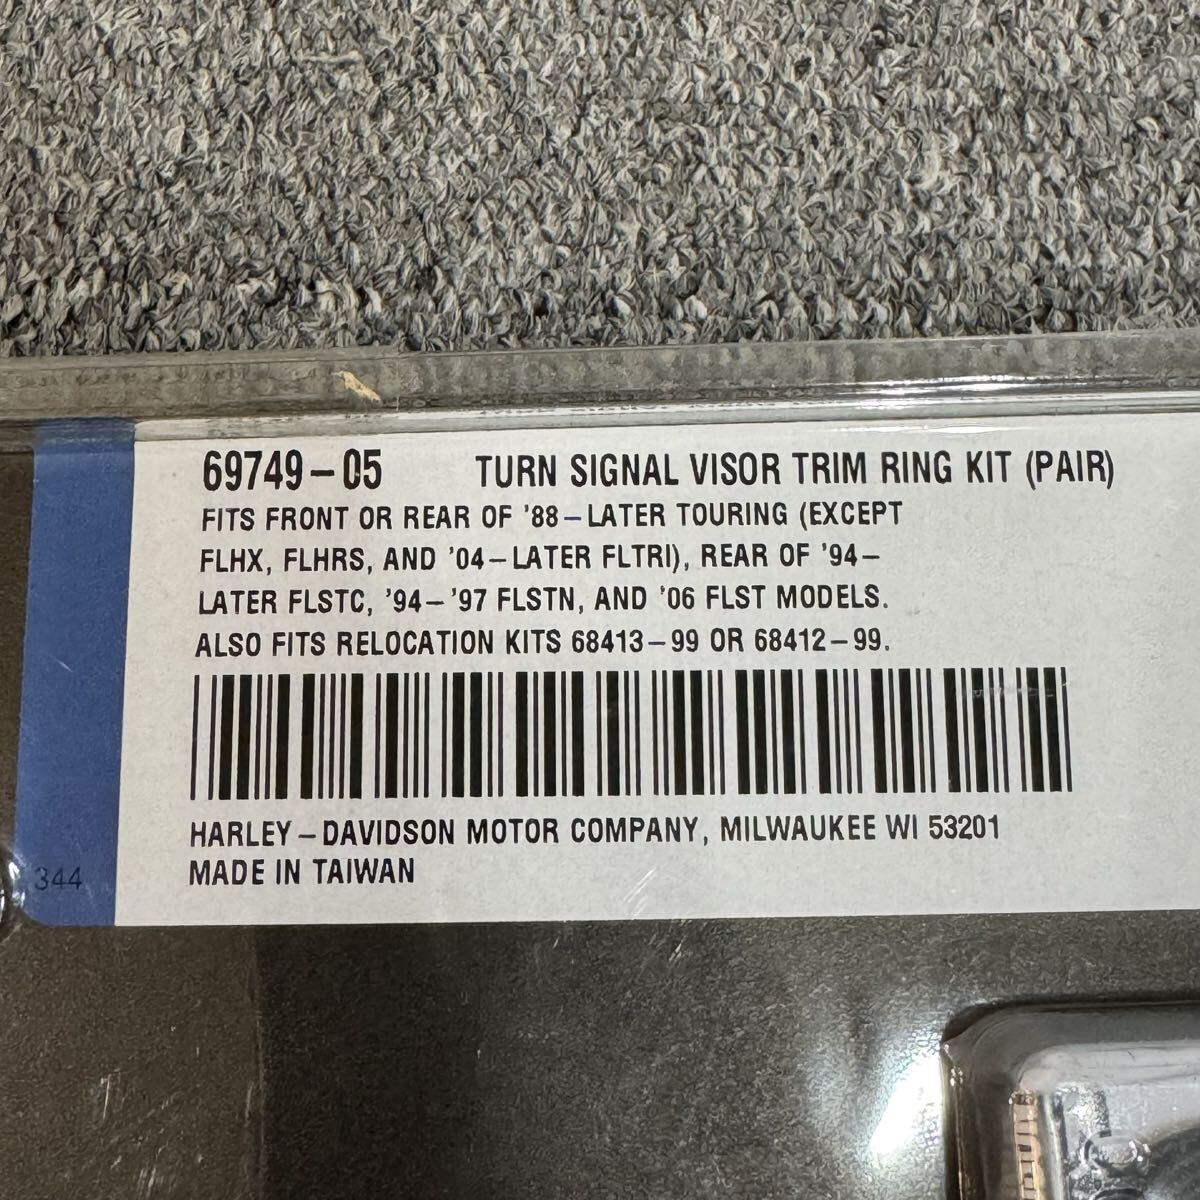 69749-05 TURN SIGNAL VISOR TRIM RING KIT (PAIR)
FITS FRONT OR REAR OF '88-LATER TOURING (EXCEPT
FLHX, FLHRS, AND '04-LATER FLTRI), REAR OF '94-
LATER FLSTC, '94-'97 FLSTN, AND '06 FLST MODELS.
ALSO FITS RELOCATION KITS 68413-99 OR 68412-99.
HARLEY-DAVIDSON MOTOR COMPANY, MILWAUKEE WI 53201
MADE IN TAIWAN
344